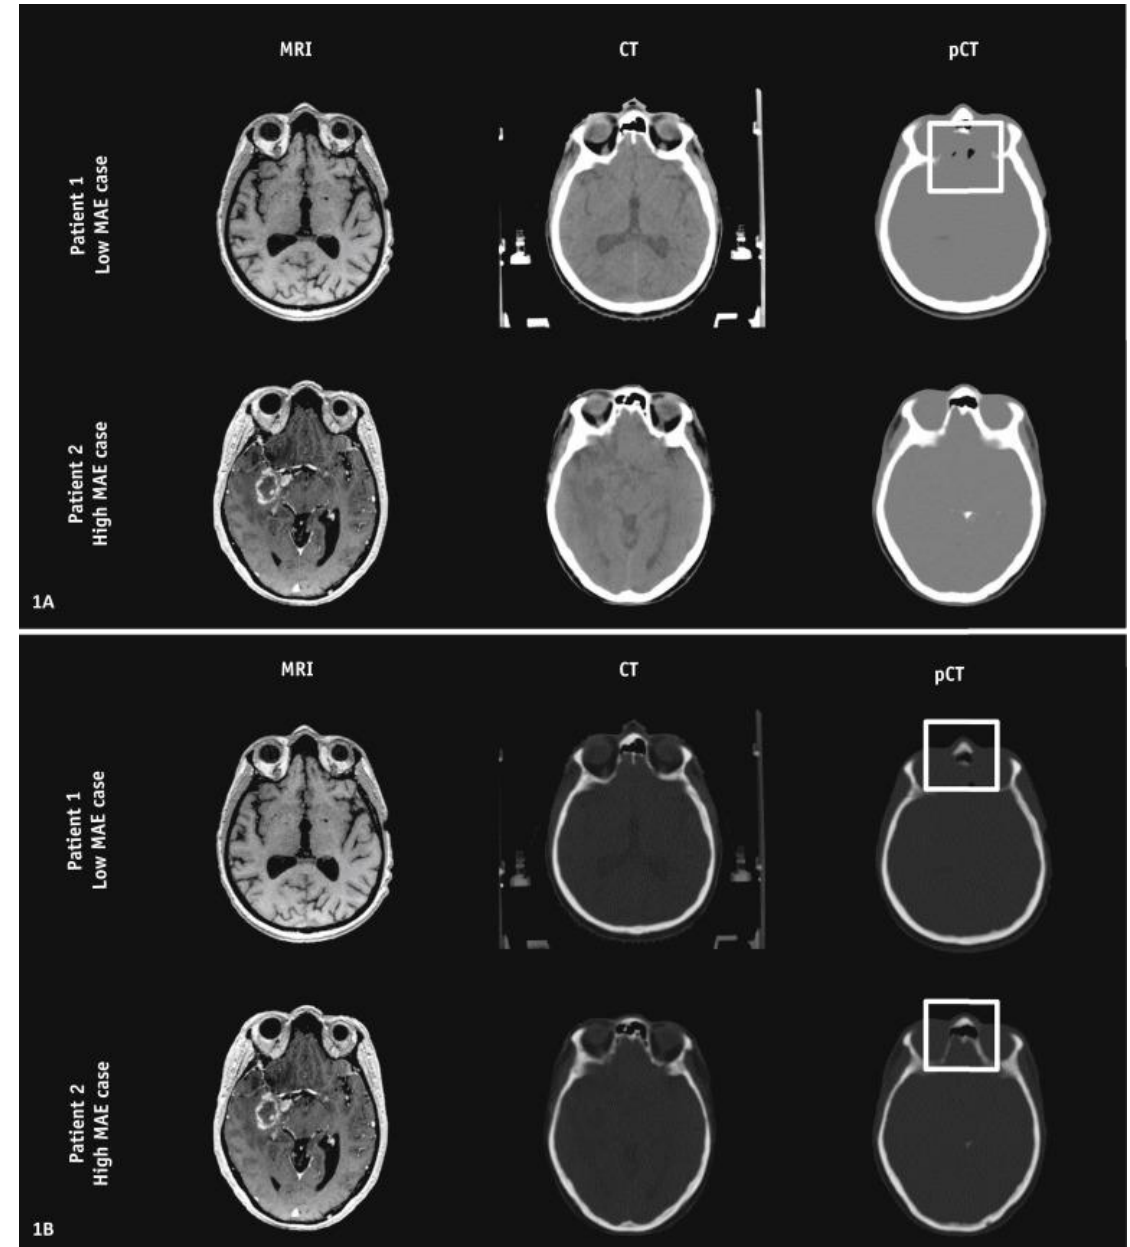 MRI CT pCT
Patient 1
Low MAE case
Patient 2
High MAE case
1A
MRI CT pCT
Patient 1
Low MAE case
Patient 2
High MAE case
1B